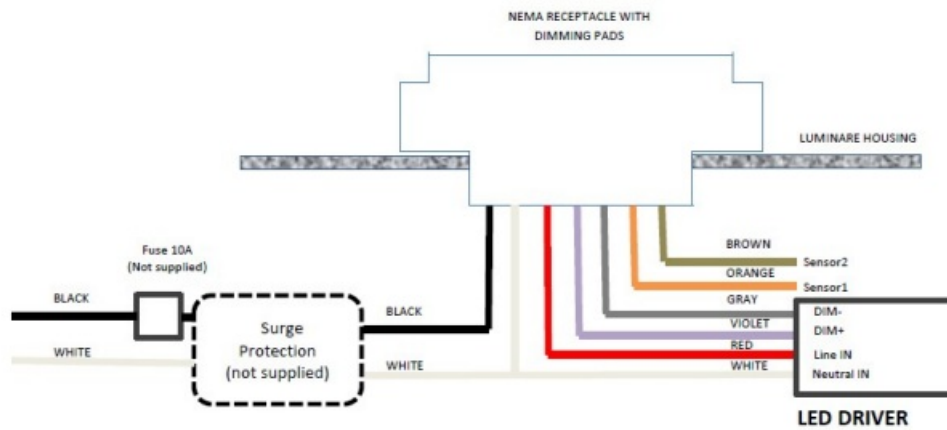 NEMA RECEPTACLE WITH
DIMMING PADS
LUMINARE HOUSING
Fuse 10A
(Not supplied)
BLACK
WHITE
Surge
Protection
(not supplied)
BLACK
WHITE
BROWN
Sensor2
ORANGE
Sensor1
GRAY
DIM-
VIOLET
DIM+
RED
Line IN
WHITE
Neutral IN
LED DRIVER